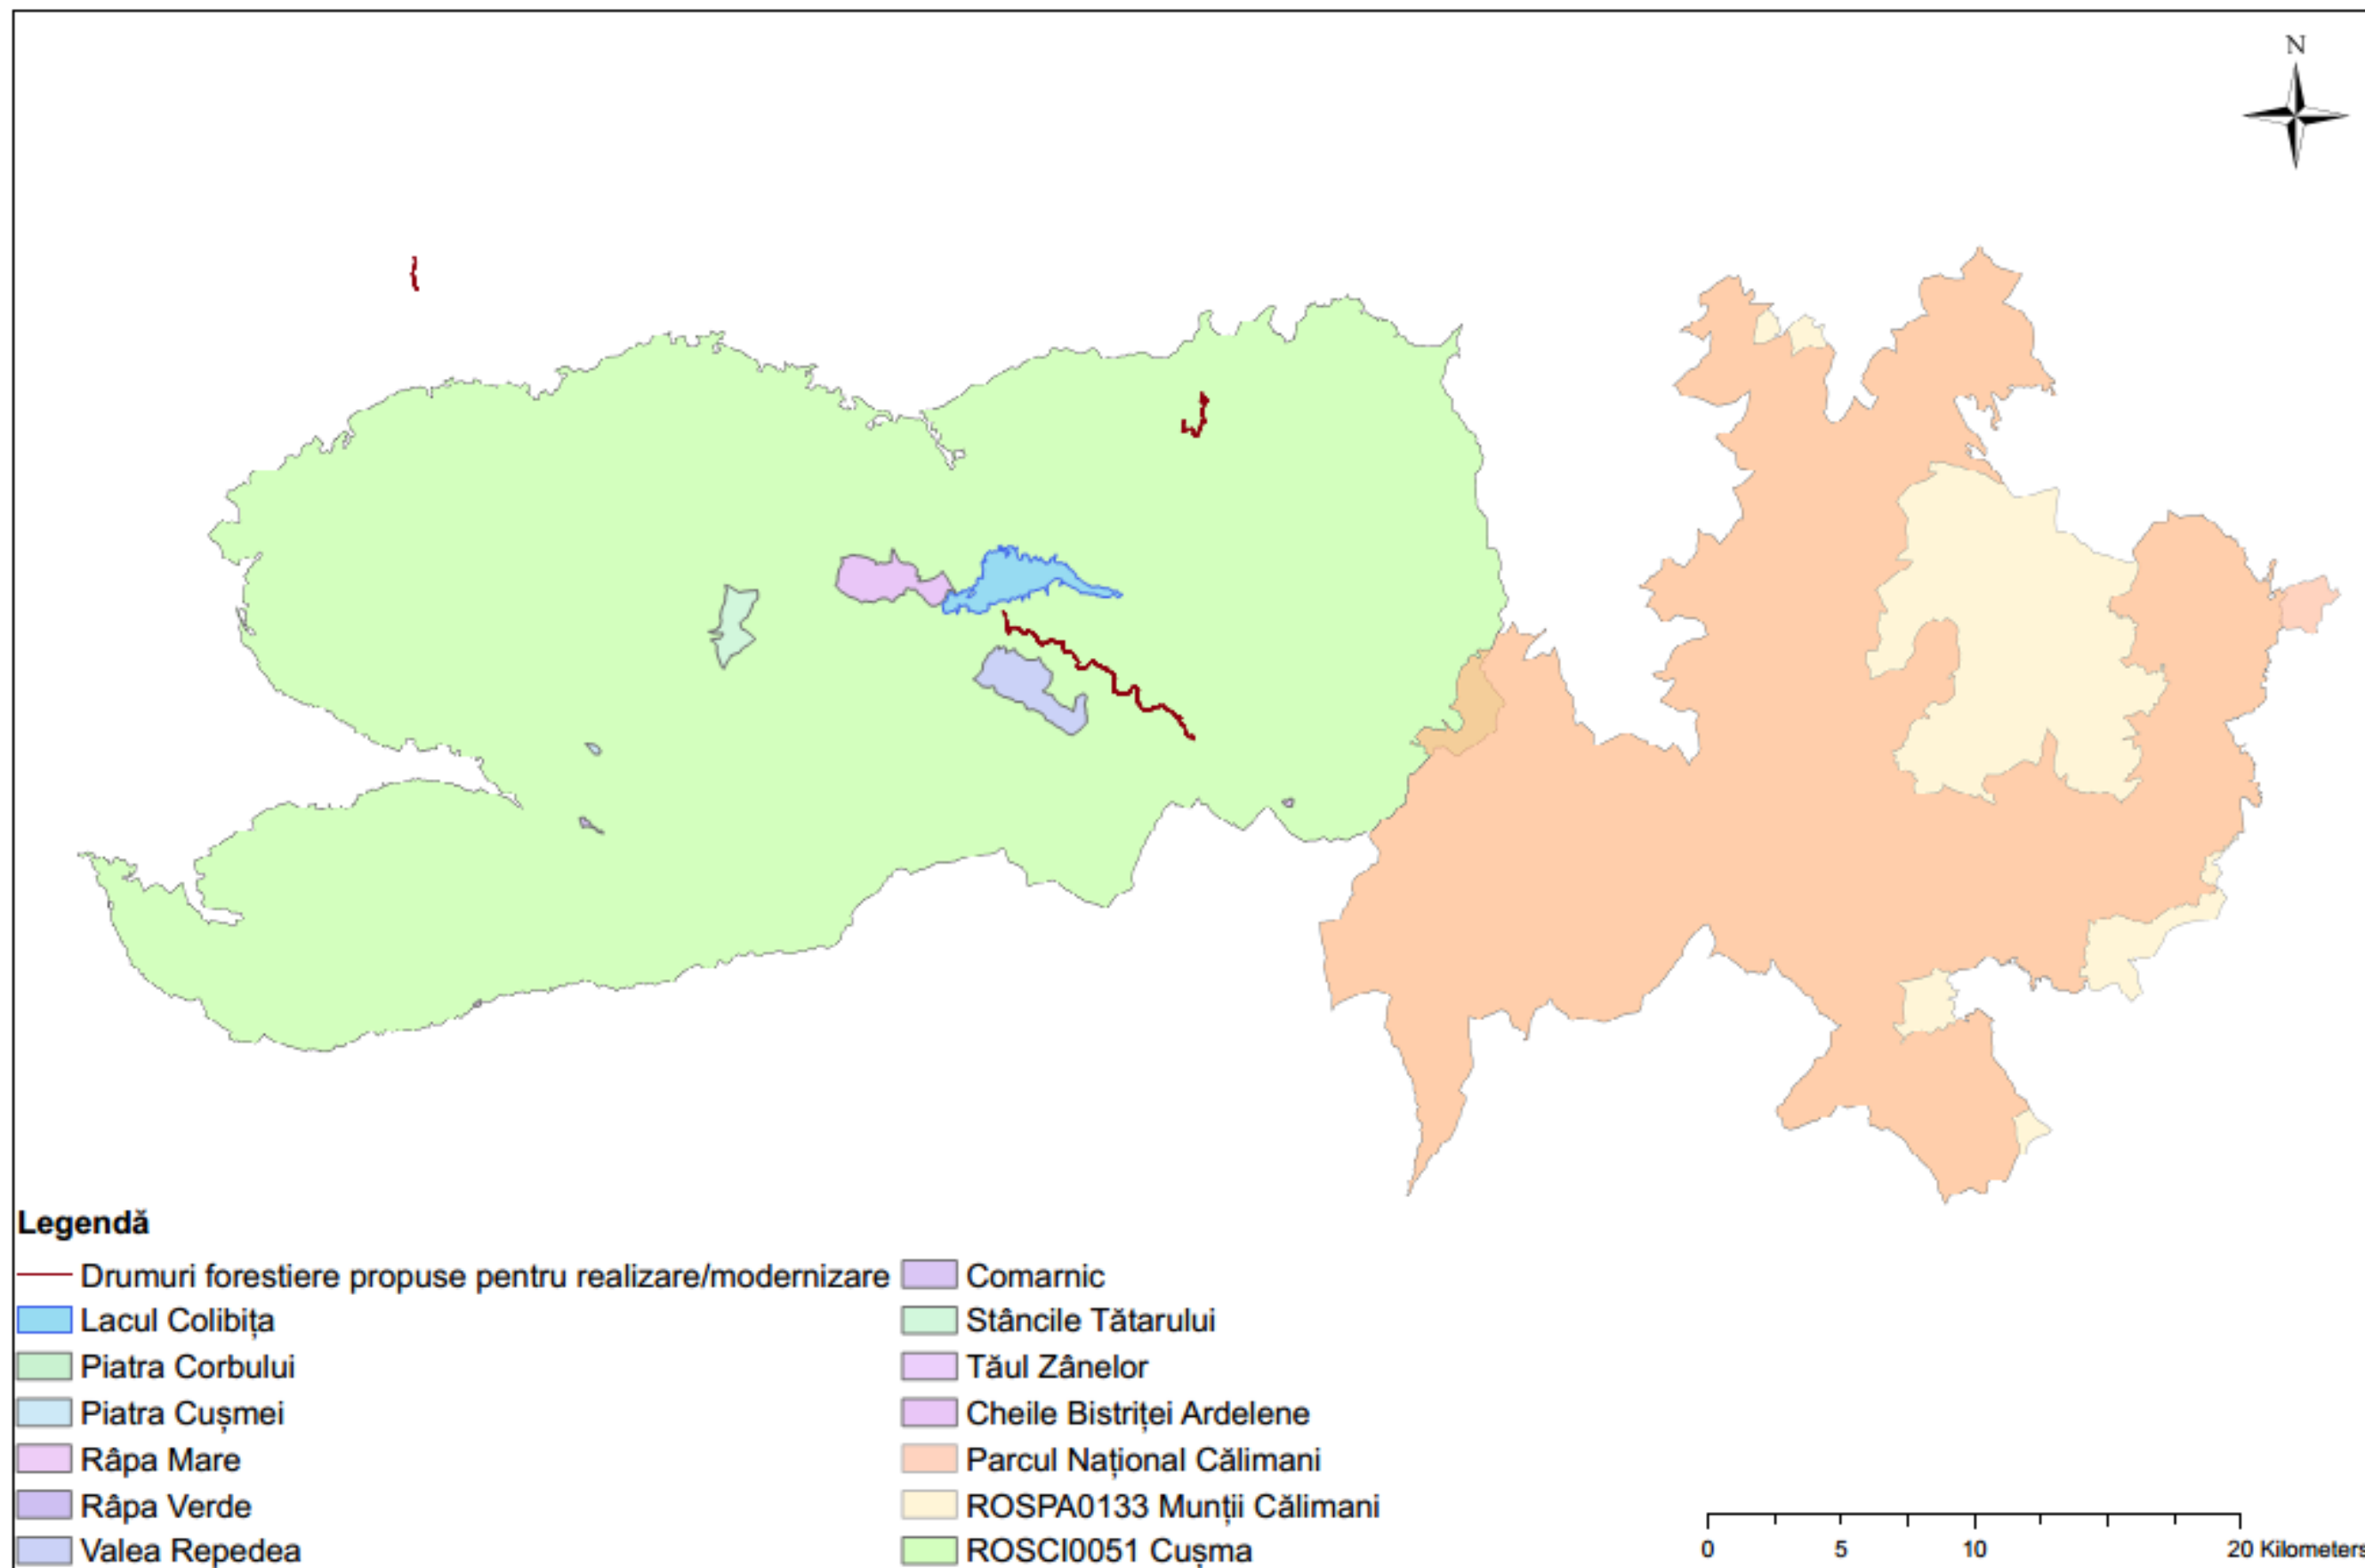 N
Legendă
Drumuri forestiere propuse pentru realizare/modernizare
Lacul Colibița
Piatra Corbului
Piatra Cușmei
Râpa Mare
Râpa Verde
Valea Repedea
Comarnic
Stâncile Tătarului
Tăul Zânelor
Cheile Bistriței Ardelene
Parcul Național Călimani
ROSPA0133 Munții Călimani
ROSCI0051 Cușma
0 5 10 20 Kilometers